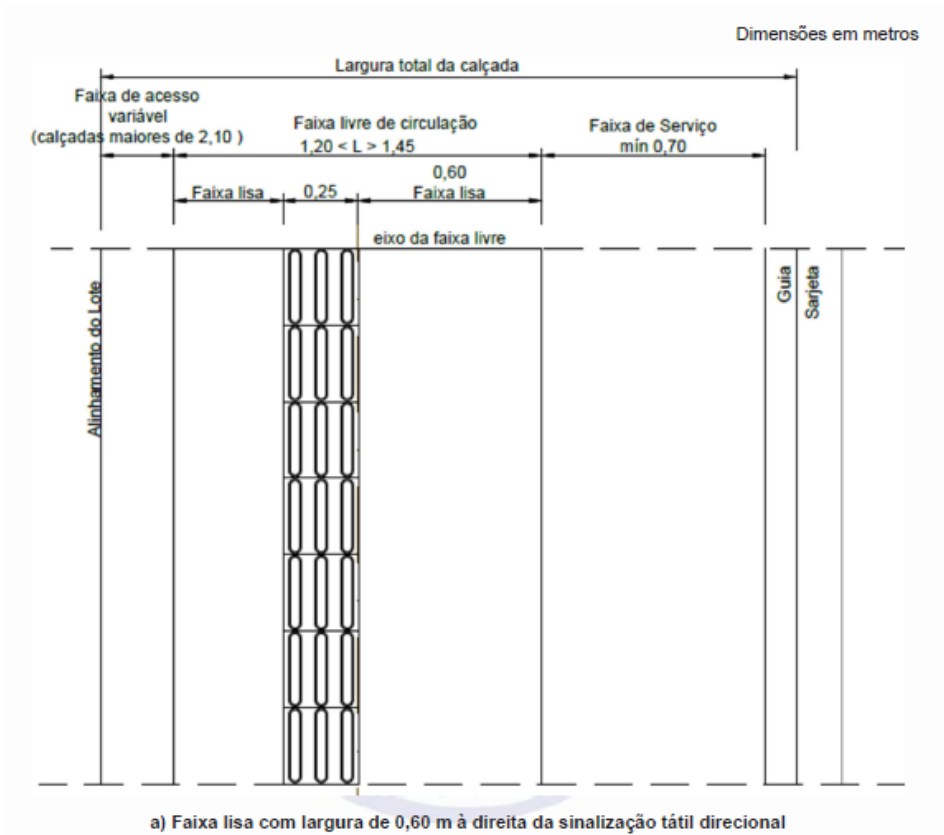 Dimensões em metros
Largura total da calçada
Faixa de acesso
variável
(calçadas maiores de 2,10 )
Faixa livre de circulação
1,20 < L > 1,45
Faixa de Serviço
mín 0,70
Faixa lisa
0,25
0,60
Faixa lisa
eixo da faixa livre
Alinhamento do Lote
Guia
Sarjeta
a) Faixa lisa com largura de 0,60 m à direita da sinalização tátil direcional